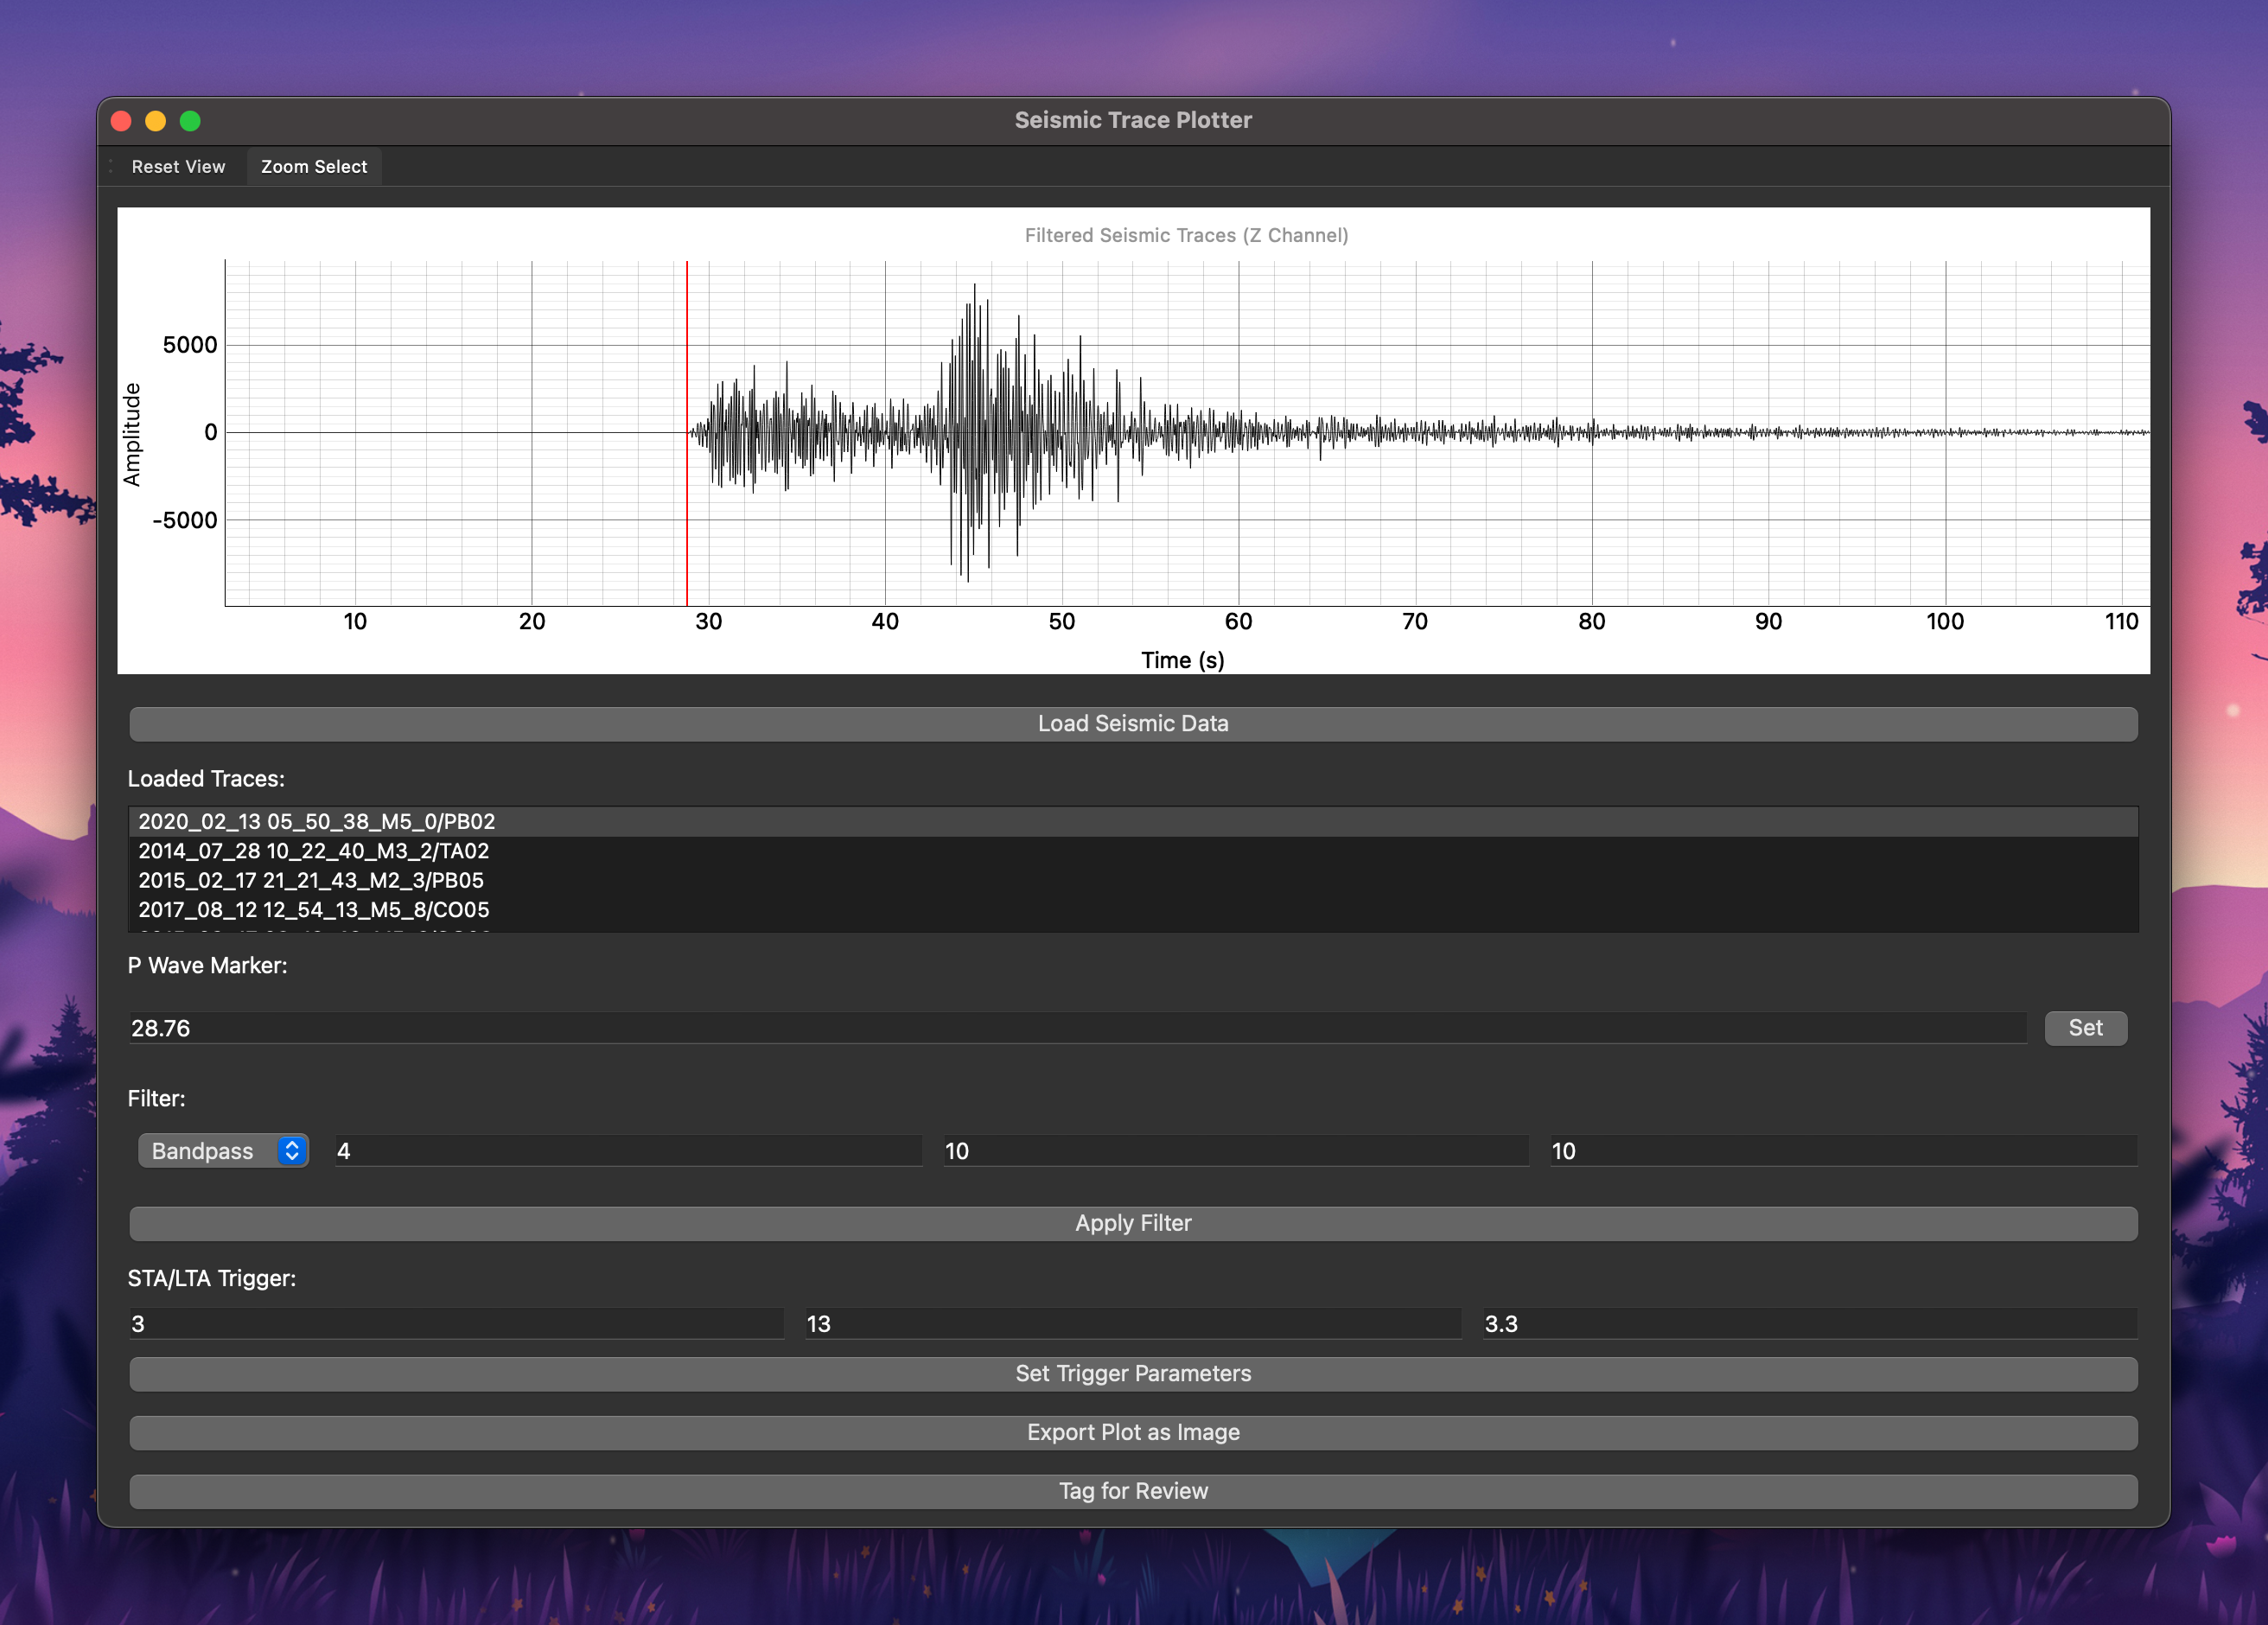 Seismic Trace Plotter
Reset View Zoom Select
Filtered Seismic Traces (Z Channel)
Amplitude
5000
0
-5000
10 20 30 40 50 60 70 80 90 100 110
Time (s)
Load Seismic Data
Loaded Traces:
2020_02_13 05_50_38_M5_0/PB02
2014_07_28 10_22_40_M3_2/TA02
2015_02_17 21_21_43_M2_3/PB05
2017_08_12 12_54_13_M5_8/CO05
P Wave Marker:
28.76 Set
Filter:
Bandpass 4 10 10
Apply Filter
STA/LTA Trigger:
3 13 3.3
Set Trigger Parameters
Export Plot as Image
Tag for Review